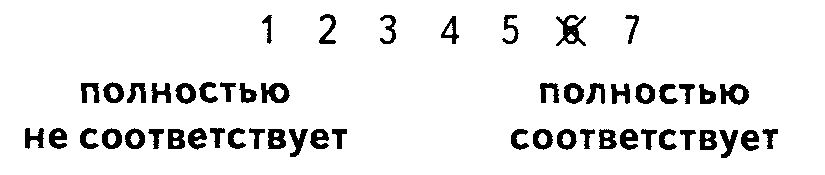 1 2 3 4 5 6 7
полностью полностью
не соответствует соответствует